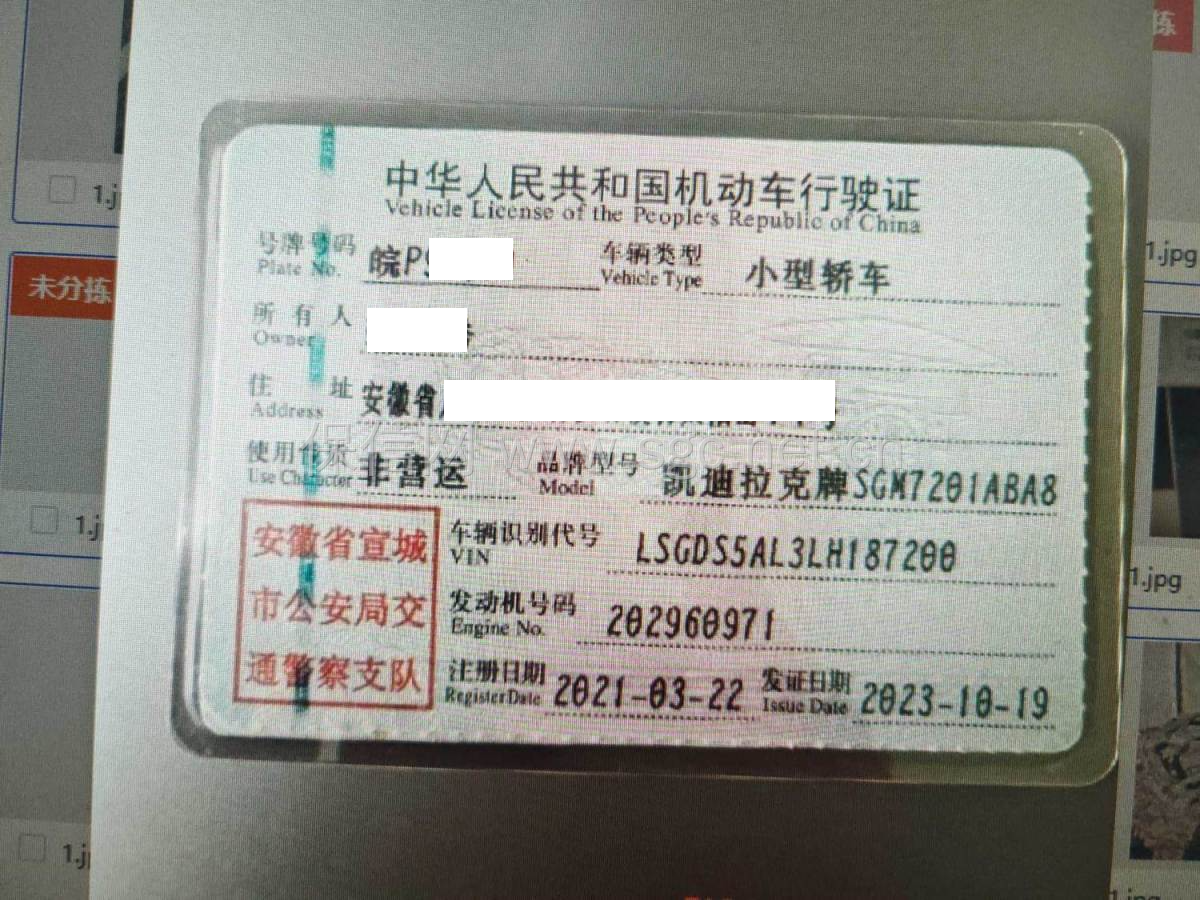 拣
1.j
1.jpg
未分拣
中华人民共和国机动车行驶证
Vehicle License of the People's Republic of China
号牌号码 皖P 车辆类型 小型轿车
Plate No. Vehicle Type
所有人
Owner
住址 安徽省
Address
使用性质 非营运 品牌型号 凯迪拉克牌SGM7201ABA8
Use Character Model
安徽省宣城
市公安局交
通警察支队
车辆识别代号 LSGDS5AL3LH187200
VIN
发动机号码 202960971
Engine No.
注册日期 2021-03-22 发证日期 2023-10-19
Register Date Issue Date
1.j
1.jpg
1.j